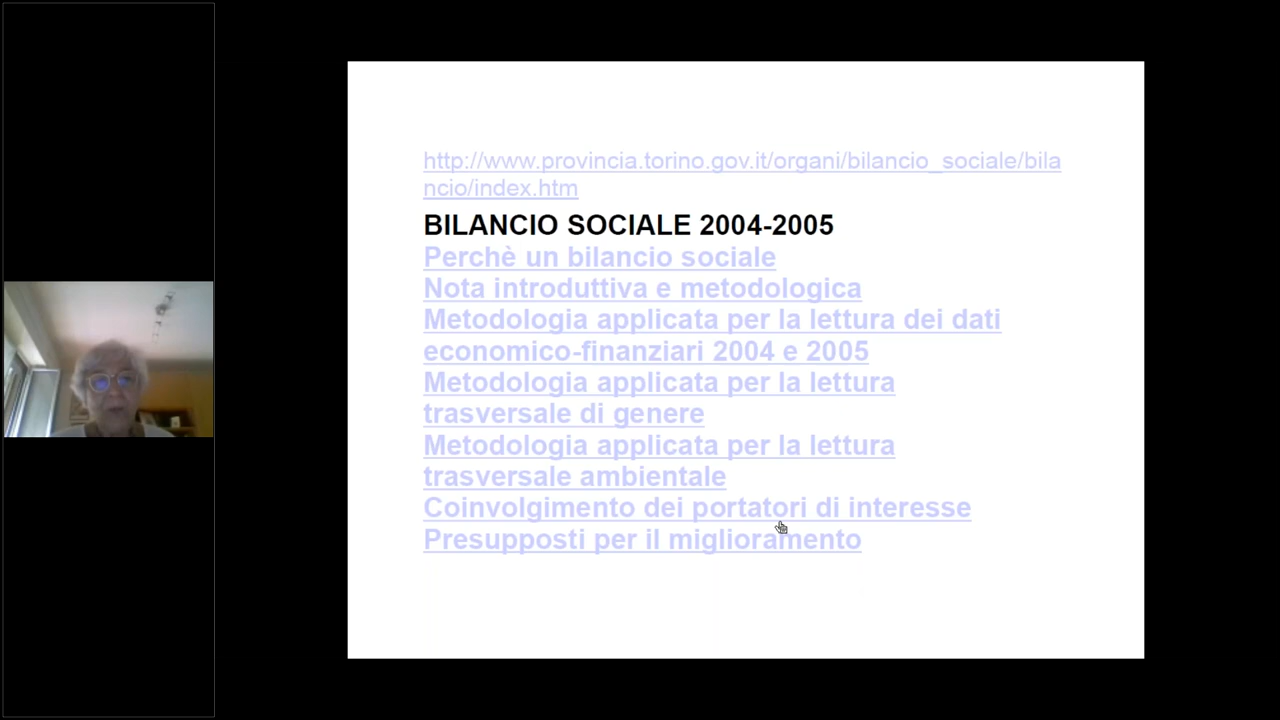 http://www.provincia.torino.gov.it/organi/bilancio_sociale/bila
ncio/index.htm
BILANCIO SOCIALE 2004-2005
Perchè un bilancio sociale
Nota introduttiva e metodologica
Metodologia applicata per la lettura dei dati
economico-finanziari 2004 e 2005
Metodologia applicata per la lettura
trasversale di genere
Metodologia applicata per la lettura
trasversale ambientale
Coinvolgimento dei portatori di interesse
Presupposti per il miglioramento